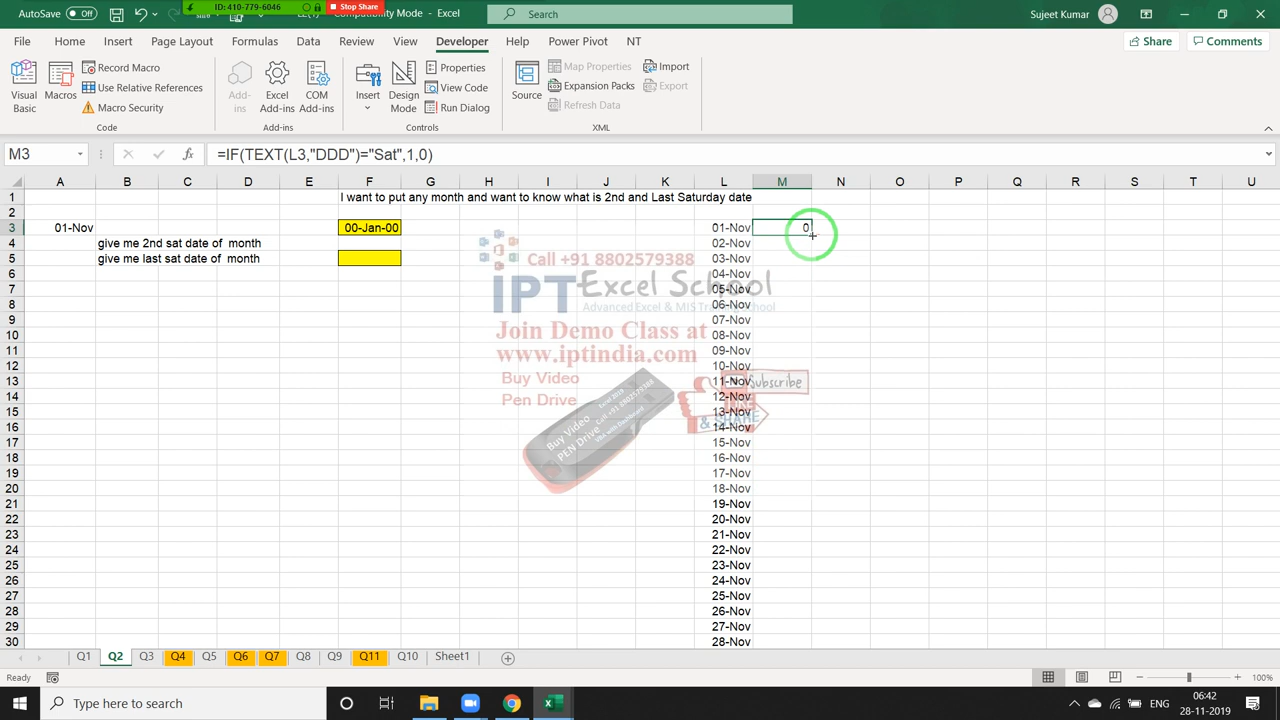 AutoSave Off
ID: 410-779-6046
Stop Share
Compatibility Mode - Excel
Search
Sujeet Kumar
File Home Insert Page Layout Formulas Data Review View Developer Help Power Pivot NT
Share
Comments
Visual Basic
Macros
Record Macro
Use Relative References
Macro Security
Code
Add-ins
Excel Add-ins
COM Add-ins
Add-ins
Insert
Design Mode
Properties
View Code
Run Dialog
Controls
Source
Map Properties
Expansion Packs
Refresh Data
Import
Export
XML
M3
fx
=IF(TEXT(L3,"DDD")="Sat",1,0)
A B C D E F G H I J K L M N O P Q R S T U
1 I want to put any month and want to know what is 2nd and Last Saturday date
2
3 01-Nov 00-Jan-00 01-Nov 0
4 give me 2nd sat date of month 02-Nov
5 give me last sat date of month 03-Nov
6 04-Nov
7 05-Nov
8 06-Nov
9 07-Nov
10 08-Nov
11 09-Nov
12 10-Nov
13 11-Nov
14 12-Nov
15 13-Nov
16 14-Nov
17 15-Nov
18 16-Nov
19 17-Nov
20 18-Nov
21 19-Nov
22 20-Nov
23 21-Nov
24 22-Nov
25 23-Nov
26 24-Nov
27 25-Nov
28 26-Nov
29 27-Nov
30 28-Nov
Call +91 8802579388
iPT Excel School
Advanced Excel & MIS Training School
Join Demo Class at
www.iptindia.com
Buy Video
Pen Drive
Subscribe
LIKE
& SHARE
Buy Video
PEN Drive
Call +91 8802579388
Q1 Q2 Q3 Q4 Q5 Q6 Q7 Q8 Q9 Q11 Q10 Sheet1
Ready
100%
Type here to search
ENG
06:42
28-11-2019
2